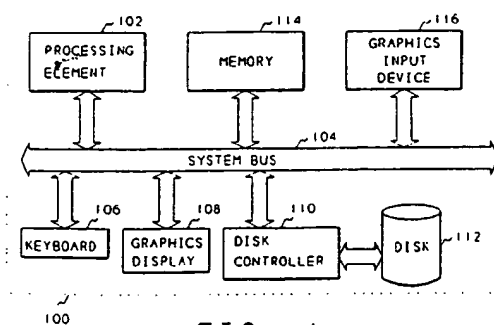 102
114
116
PROCESSING
ELEMENT
MEMORY
GRAPHICS
INPUT
DEVICE
104
SYSTEM BUS
106
108
110
KEYBOARD
GRAPHICS
DISPLAY
DISK
CONTROLLER
DISK
112
100